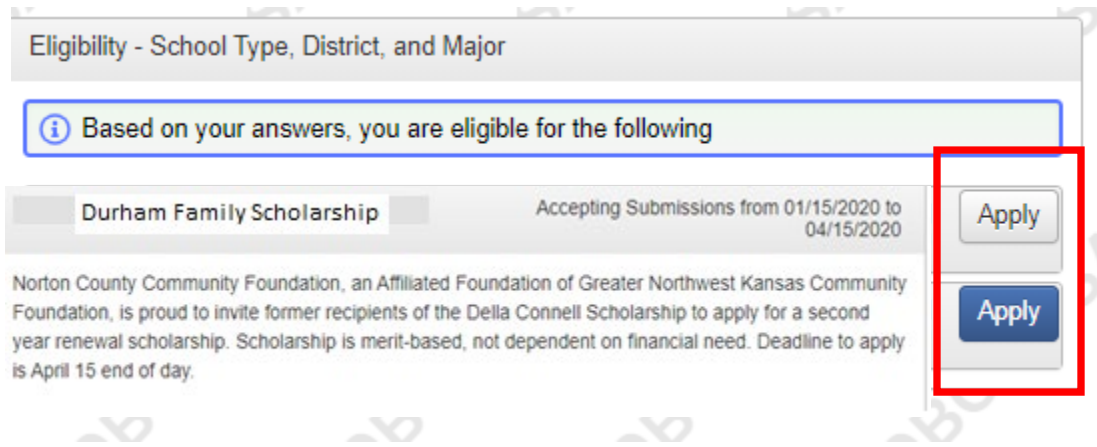 Eligibility - School Type, District, and Major
Based on your answers, you are eligible for the following
Durham Family Scholarship
Accepting Submissions from 01/15/2020 to
04/15/2020
Apply
Norton County Community Foundation, an Affiliated Foundation of Greater Northwest Kansas Community
Foundation, is proud to invite former recipients of the Della Connell Scholarship to apply for a second
year renewal scholarship. Scholarship is merit-based, not dependent on financial need. Deadline to apply
is April 15 end of day.
Apply